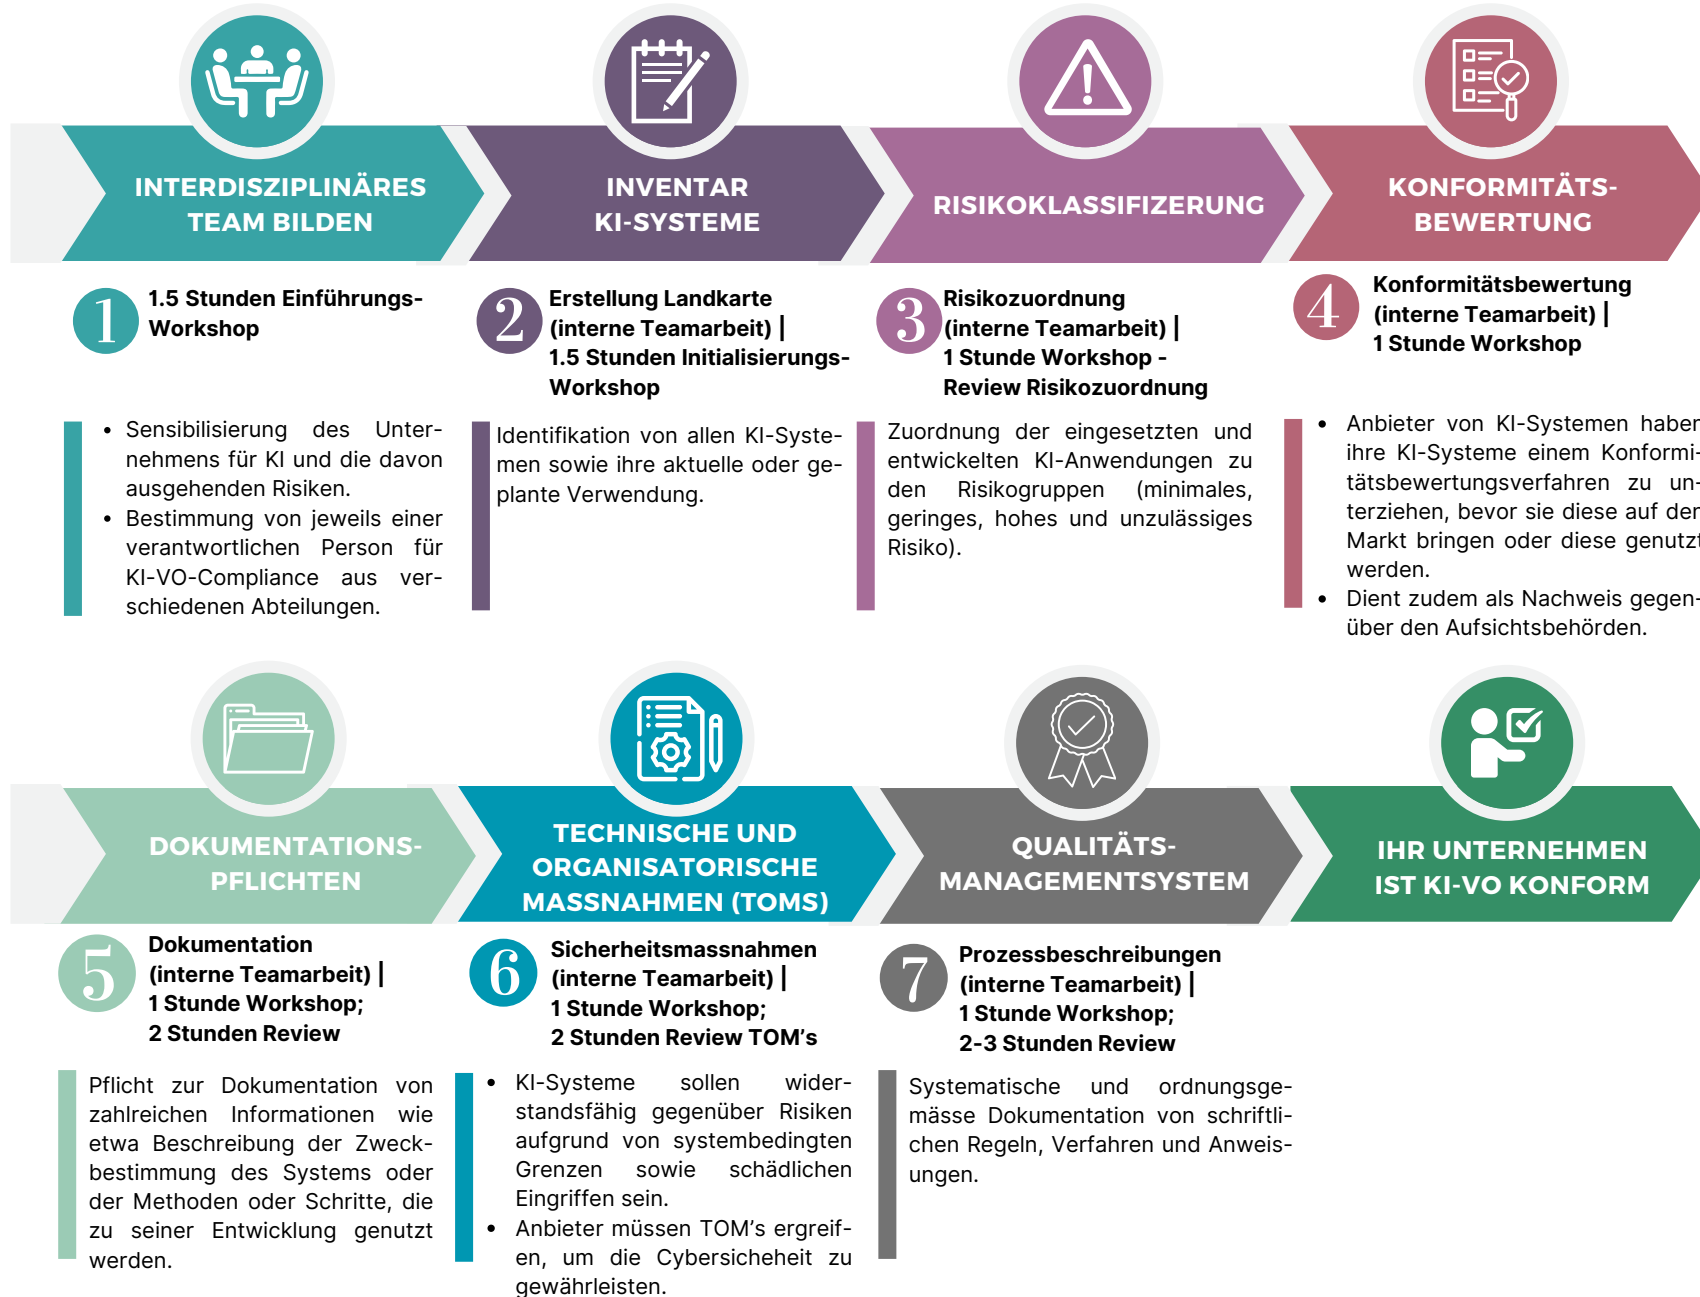 INTERDISZIPLINÄRES
TEAM BILDEN
INVENTAR
KI-SYSTEME
RISIKOKLASSIFIZERUNG
KONFORMITÄTS-
BEWERTUNG
1
1.5 Stunden Einführungs-
Workshop
2
Erstellung Landkarte
(interne Teamarbeit) |
1.5 Stunden Initialisierungs-
Workshop
3
Risikozuordnung
(interne Teamarbeit) |
1 Stunde Workshop -
Review Risikozuordnung
4
Konformitätsbewertung
(interne Teamarbeit) |
1 Stunde Workshop
• Sensibilisierung des Unter-
nehmens für KI und die davon
ausgehenden Risiken.
• Bestimmung von jeweils einer
verantwortlichen Person für
KI-VO-Compliance aus ver-
schiedenen Abteilungen.
Identifikation von allen KI-Syste-
men sowie ihre aktuelle oder ge-
plante Verwendung.
Zuordnung der eingesetzten und
entwickelten KI-Anwendungen zu
den Risikogruppen (minimales,
geringes, hohes und unzulässiges
Risiko).
• Anbieter von KI-Systemen haben
ihre KI-Systeme einem Konformi-
tätsbewertungsverfahren zu un-
terziehen, bevor sie diese auf den
Markt bringen oder diese genutzt
werden.
• Dient zudem als Nachweis gegen-
über den Aufsichtsbehörden.
DOKUMENTATIONS-
PFLICHTEN
TECHNISCHE UND
ORGANISATORISCHE
MASSNAHMEN (TOMS)
QUALITÄTS-
MANAGEMENTSYSTEM
IHR UNTERNEHMEN
IST KI-VO KONFORM
5
Dokumentation
(interne Teamarbeit) |
1 Stunde Workshop;
2 Stunden Review
6
Sicherheitsmassnahmen
(interne Teamarbeit) |
1 Stunde Workshop;
2 Stunden Review TOM’s
7
Prozessbeschreibungen
(interne Teamarbeit) |
1 Stunde Workshop;
2-3 Stunden Review
Pflicht zur Dokumentation von
zahlreichen Informationen wie
etwa Beschreibung der Zweck-
bestimmung des Systems oder
der Methoden oder Schritte, die
zu seiner Entwicklung genutzt
werden.
• KI-Systeme sollen wider-
standsfähig gegenüber Risiken
aufgrund von systembedingten
Grenzen sowie schädlichen
Eingriffen sein.
• Anbieter müssen TOM’s ergreif-
en, um die Cybersicheheit zu
gewährleisten.
Systematische und ordnungsge-
mässe Dokumentation von schriftli-
chen Regeln, Verfahren und Anweis-
ungen.